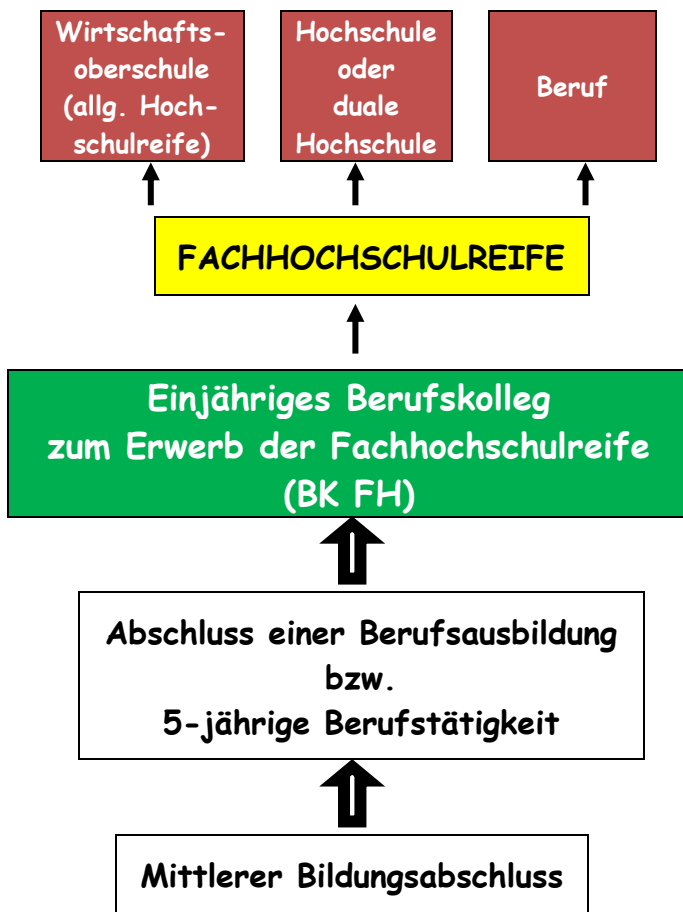 Wirtschafts-
oberschule
(allg. Hoch-
schulreife)
Hochschule
oder
duale
Hochschule
Beruf
FACHHOCHSCHULREIFE
Einjähriges Berufskolleg
zum Erwerb der Fachhochschulreife
(BK FH)
Abschluss einer Berufsausbildung
bzw.
5-jährige Berufstätigkeit
Mittlerer Bildungsabschluss